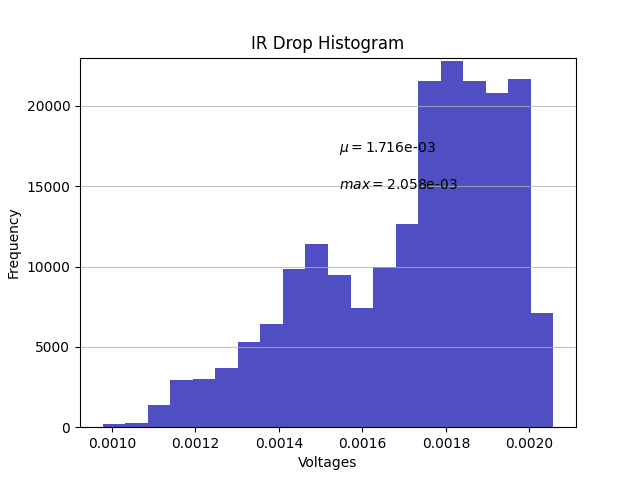 IR Drop Histogram
20000
15000
10000
5000
0
Frequency
μ = 1.716e-03
max = 2.058e-03
0.0010 0.0012 0.0014 0.0016 0.0018 0.0020
Voltages